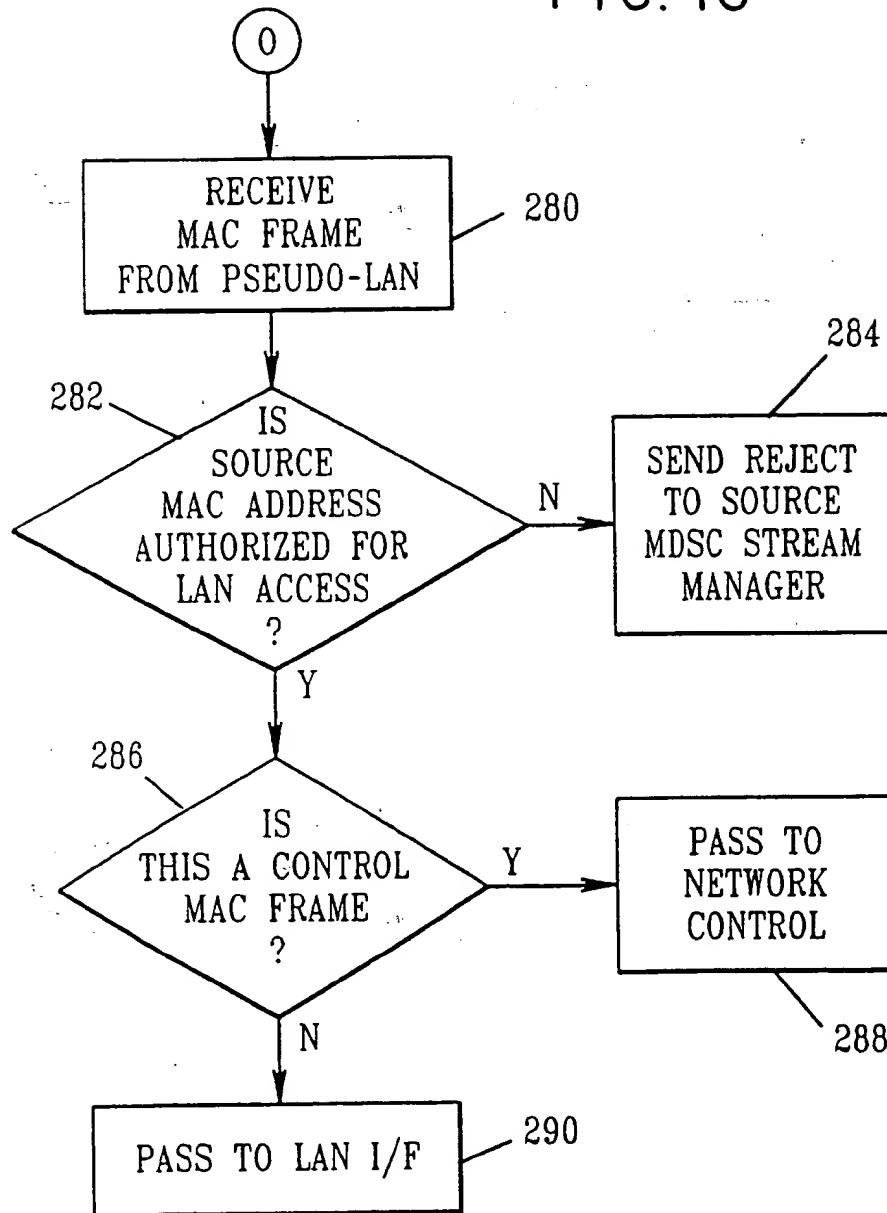 O
RECEIVE
MAC FRAME
FROM PSEUDO-LAN
280
282
IS
SOURCE
MAC ADDRESS
AUTHORIZED FOR
LAN ACCESS
?
N
284
SEND REJECT
TO SOURCE
MDSC STREAM
MANAGER
Y
286
IS
THIS A CONTROL
MAC FRAME
?
Y
PASS TO
NETWORK
CONTROL
288
N
PASS TO LAN I/F
290